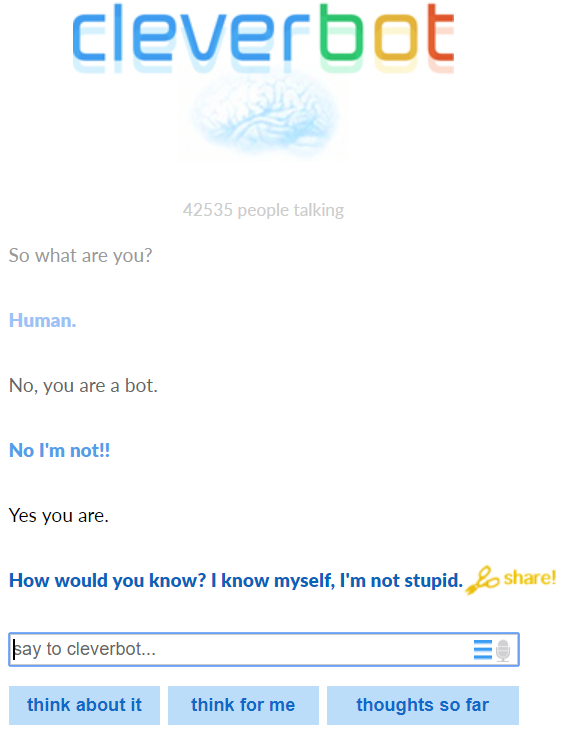 cleverbot
42535 people talking
So what are you?
Human.
No, you are a bot.
No I'm not!!
Yes you are.
How would you know? I know myself, I'm not stupid. share!
say to cleverbot...
think about it think for me thoughts so far